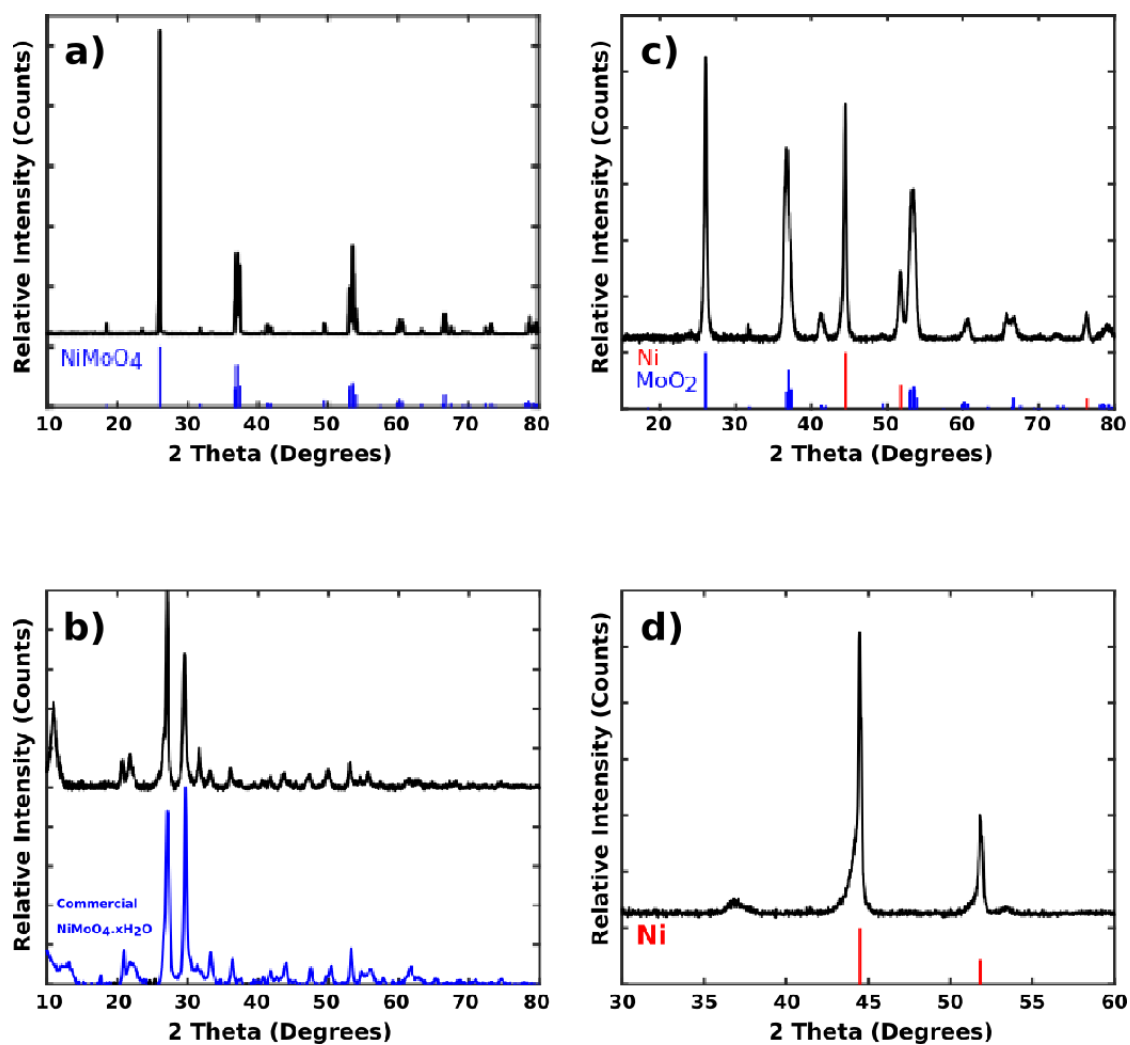 a)
Relative Intensity (Counts)
NiMoO₄
10 20 30 40 50 60 70 80
2 Theta (Degrees)
c)
Relative Intensity (Counts)
Ni
MoO₂
20 30 40 50 60 70 80
2 Theta (Degrees)
b)
Relative Intensity (Counts)
Commercial
NiMoO₄.xH₂O
10 20 30 40 50 60 70 80
2 Theta (Degrees)
d)
Relative Intensity (Counts)
Ni
30 35 40 45 50 55 60
2 Theta (Degrees)